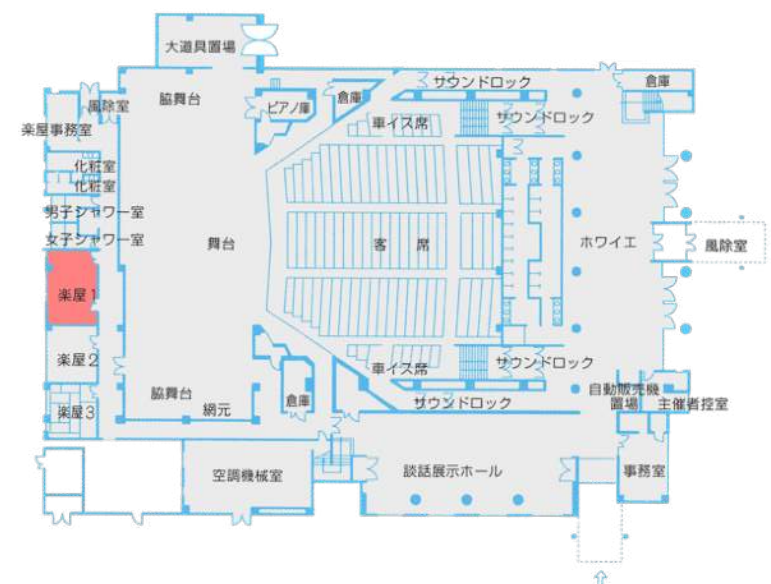 大道具置場
脇舞台
風除室
楽屋事務室
化粧室
化粧室
男子シャワー室
女子シャワー室
楽屋1
楽屋2
楽屋3
舞台
脇舞台
網元
ピアノ庫
倉庫
車イス席
サウンドロック
サウンドロック
倉庫
客席
ホワイエ
風除室
車イス席
サウンドロック
サウンドロック
倉庫
自動販売機
置場
主催者控室
空調機械室
談話展示ホール
事務室